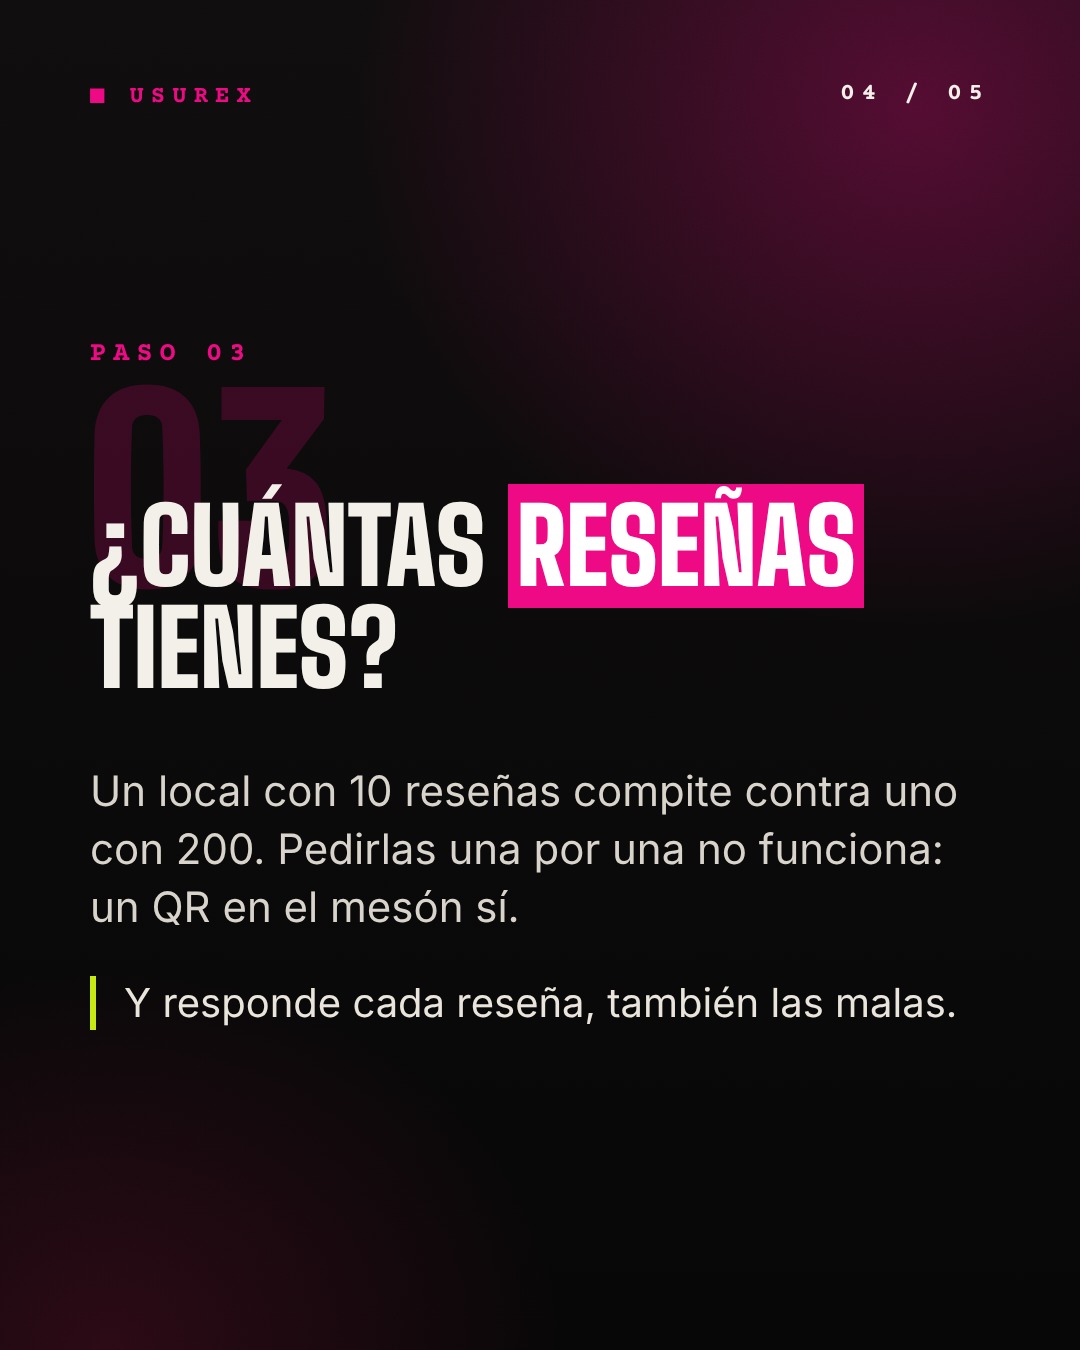 USUREX
04 / 05
PASO 03
03
¿CUÁNTAS RESEÑAS
TIENES?
Un local con 10 reseñas compite contra uno
con 200. Pedirlas una por una no funciona:
un QR en el mesón sí.
Y responde cada reseña, también las malas.